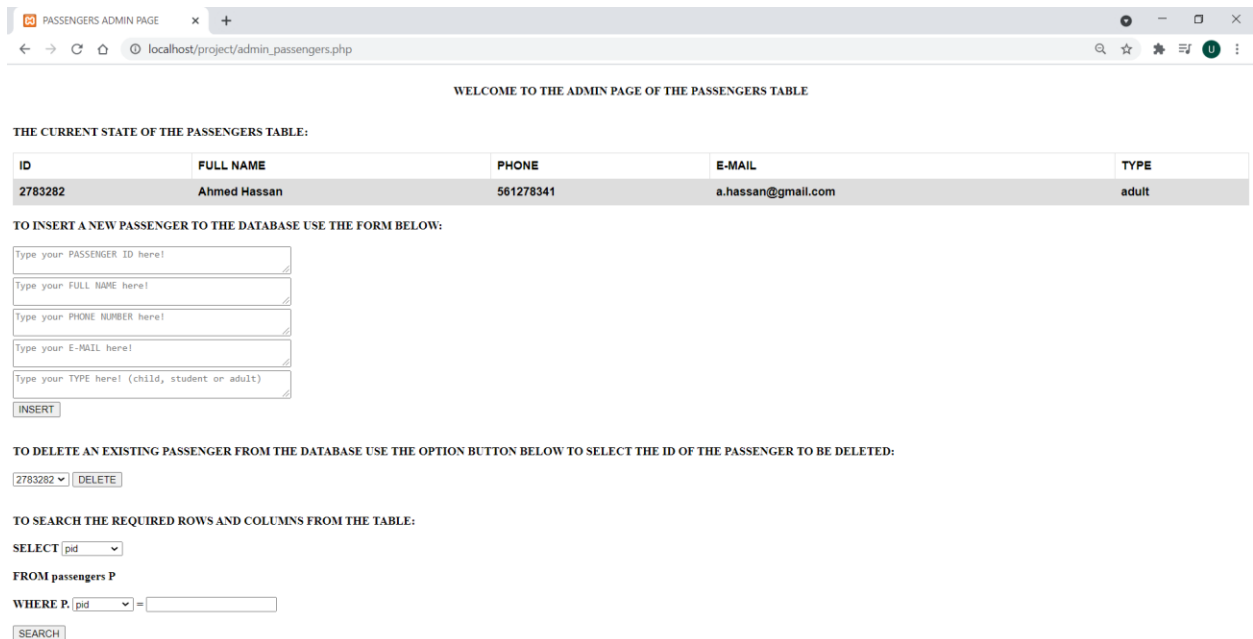 PASSENGERS ADMIN PAGE
localhost/project/admin_passengers.php
U
WELCOME TO THE ADMIN PAGE OF THE PASSENGERS TABLE
THE CURRENT STATE OF THE PASSENGERS TABLE:
ID FULL NAME PHONE E-MAIL TYPE
2783282 Ahmed Hassan 561278341 a.hassan@gmail.com adult
TO INSERT A NEW PASSENGER TO THE DATABASE USE THE FORM BELOW:
Type your PASSENGER ID here!
Type your FULL NAME here!
Type your PHONE NUMBER here!
Type your E-MAIL here!
Type your TYPE here! (child, student or adult)
INSERT
TO DELETE AN EXISTING PASSENGER FROM THE DATABASE USE THE OPTION BUTTON BELOW TO SELECT THE ID OF THE PASSENGER TO BE DELETED:
2783282 DELETE
TO SEARCH THE REQUIRED ROWS AND COLUMNS FROM THE TABLE:
SELECT pid
FROM passengers P
WHERE P. pid =
SEARCH